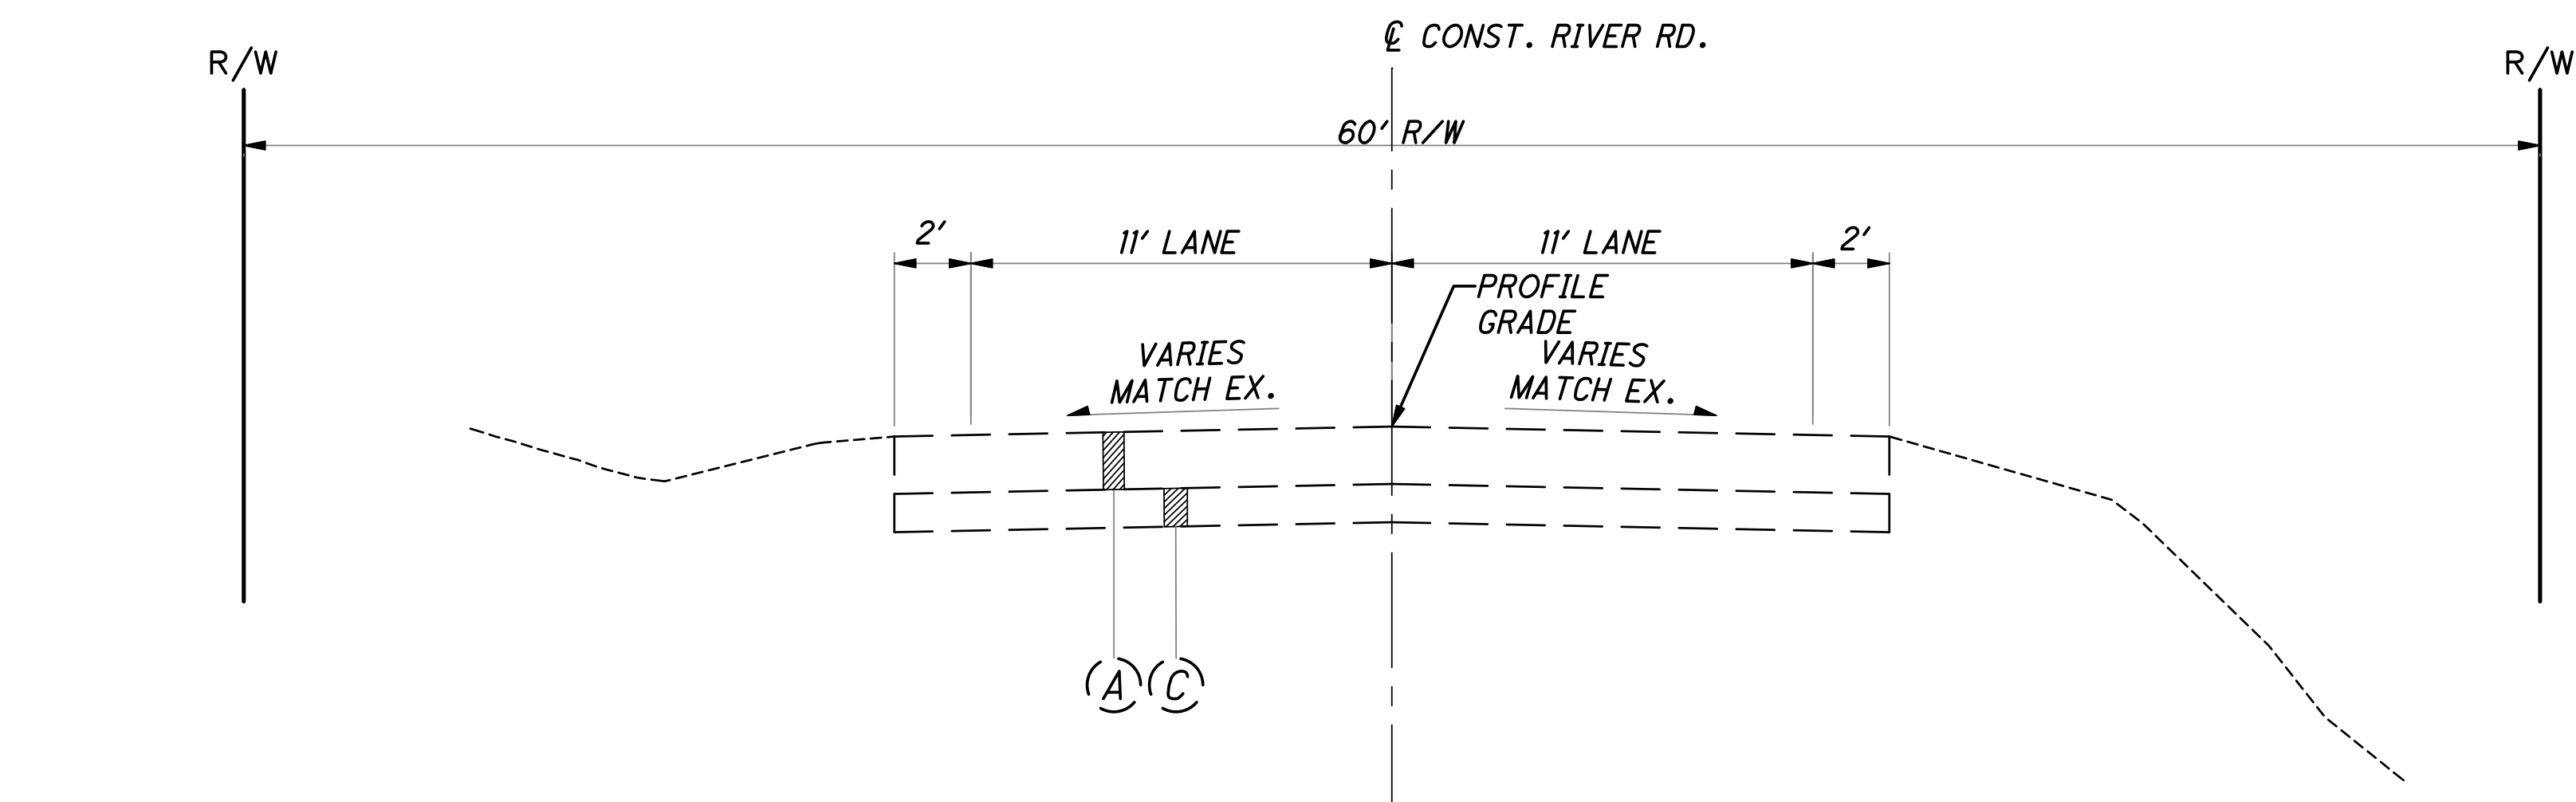 ℄ CONST. RIVER RD.
R/W
R/W
60' R/W
2'
11' LANE
11' LANE
2'
PROFILE
GRADE
VARIES
MATCH EX.
VARIES
MATCH EX.
A
C